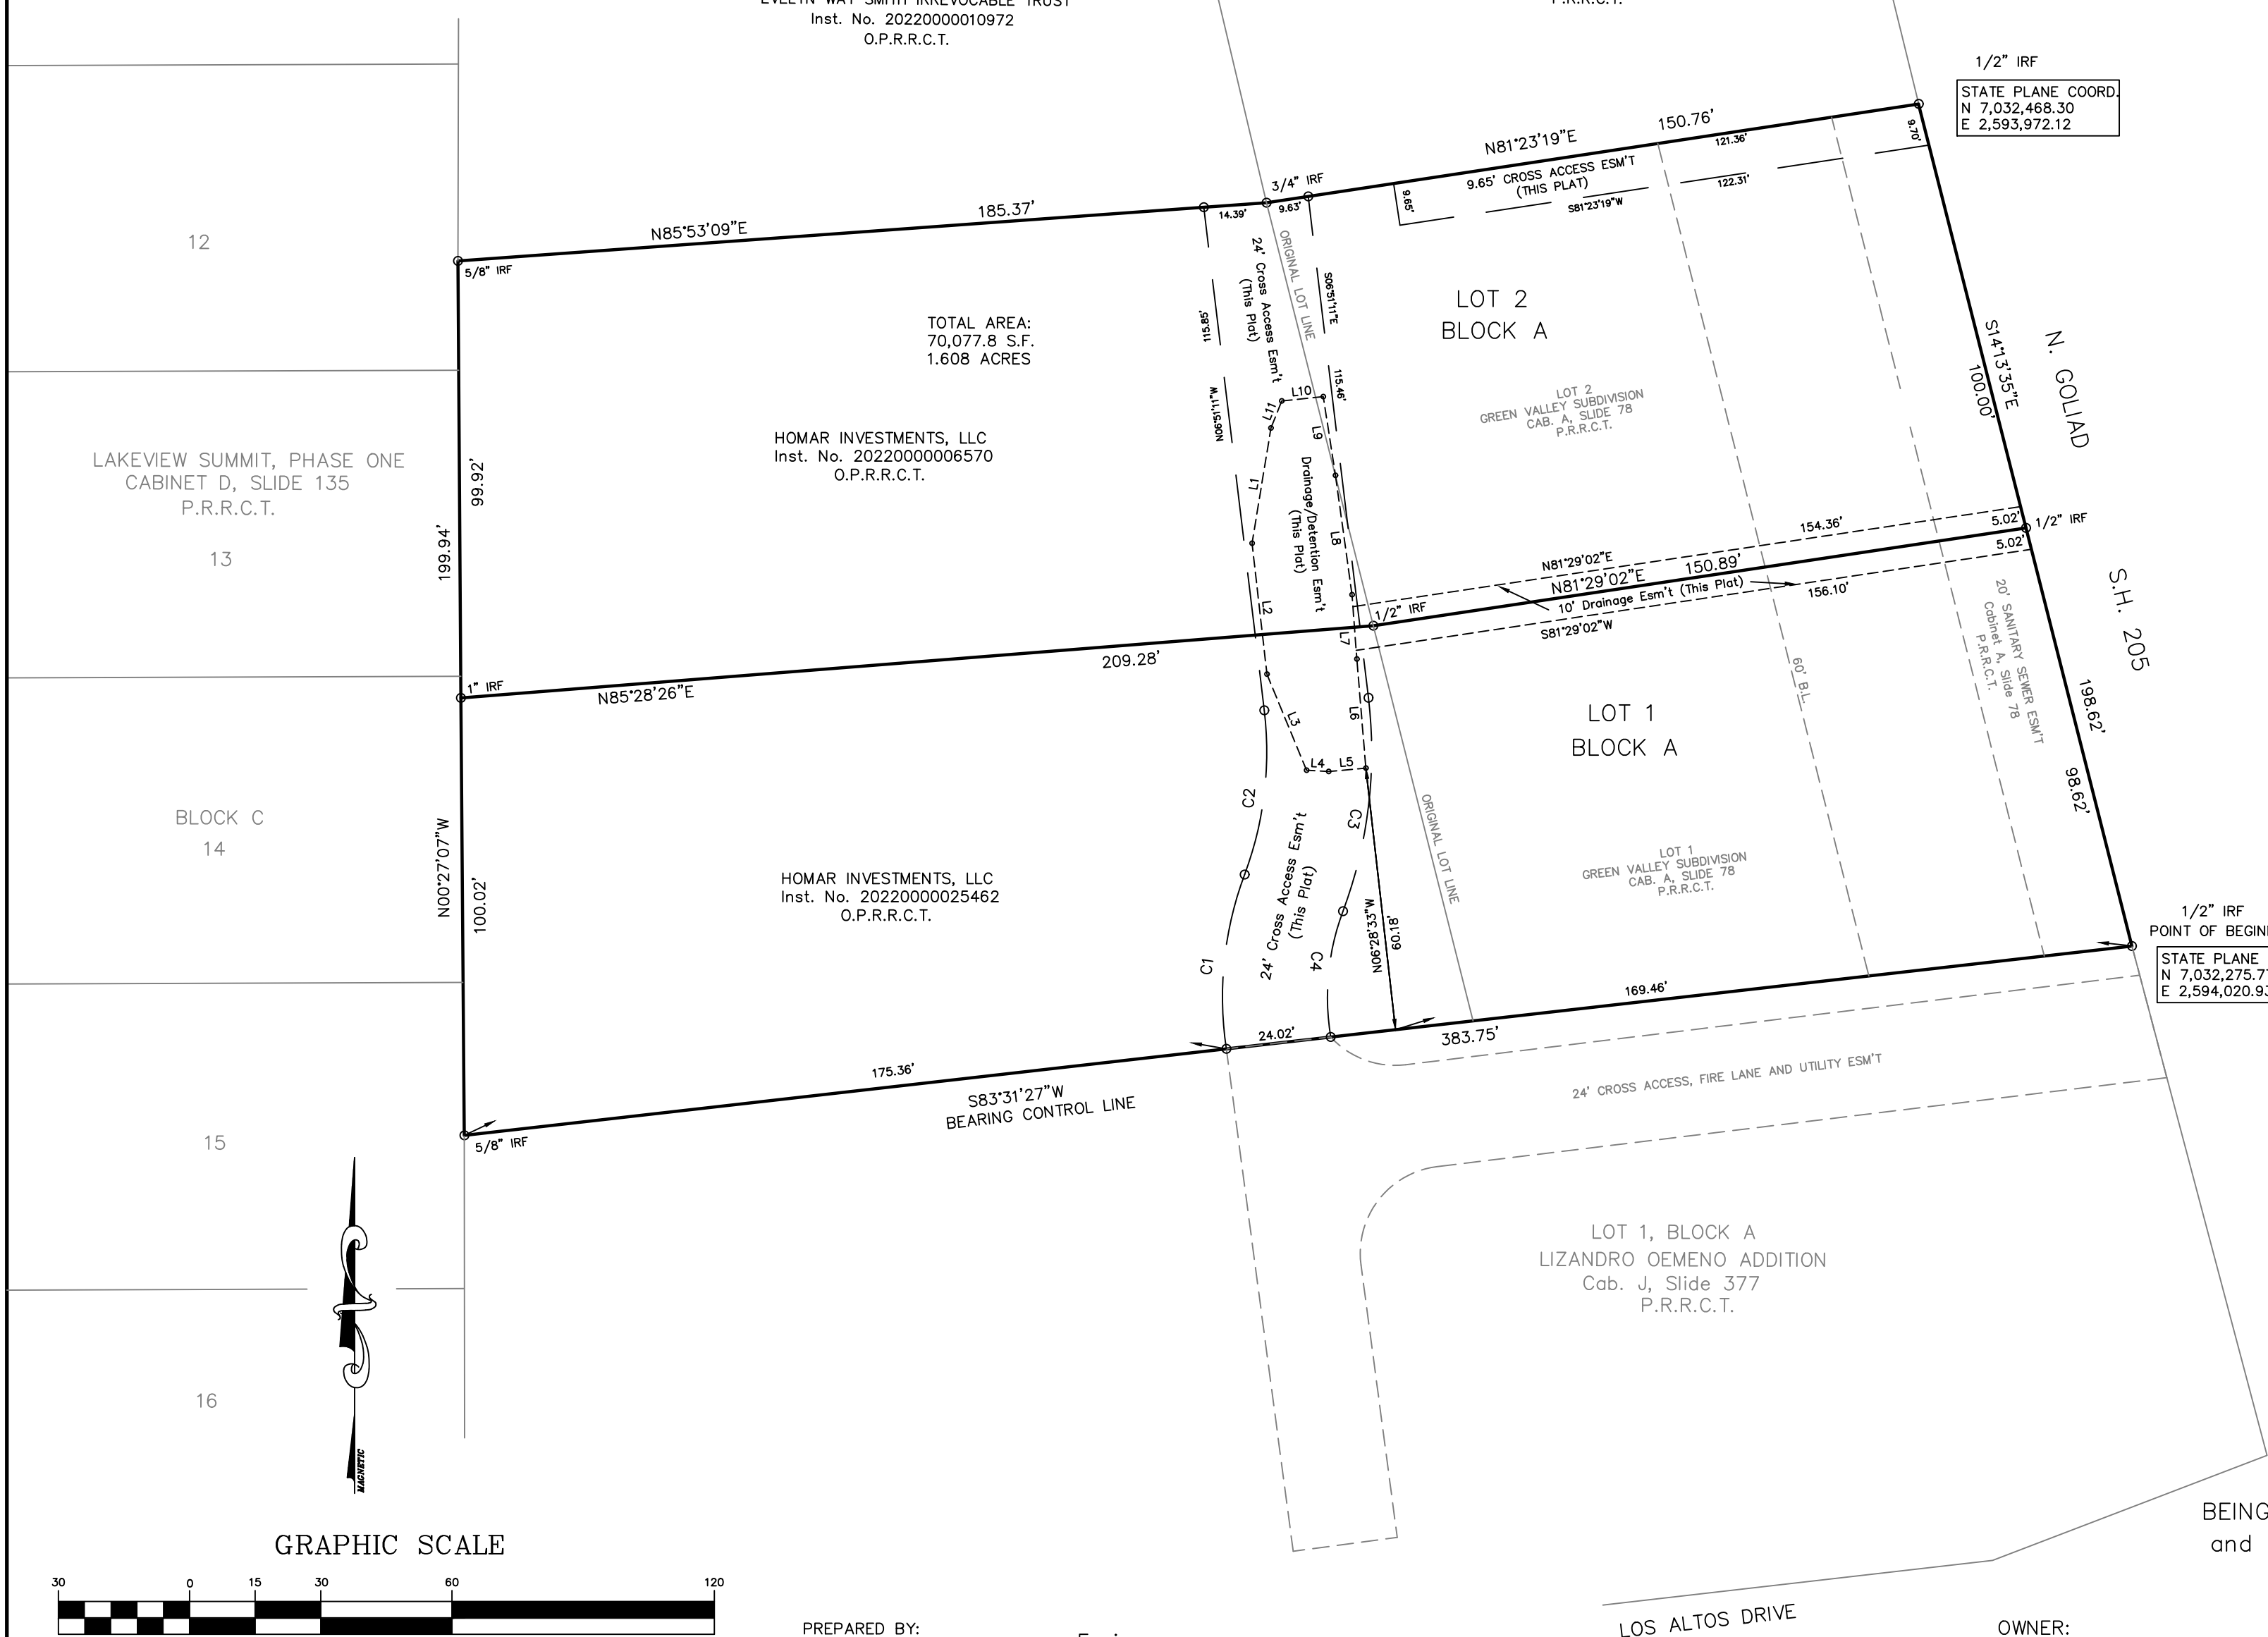 EVELYN WAY SMITH IRREVOCABLE TRUST
Inst. No. 20220000010972
O.P.R.R.C.T.
P.R.R.C.T.
1/2" IRF
STATE PLANE COORD.
N 7,032,468.30
E 2,593,972.12
150.76'
N81°23'19"E
121.36'
9.70'
9.65' CROSS ACCESS ESM'T
(THIS PLAT)
122.31'
S81°23'19"W
9.65'
3/4" IRF
14.39'
9.63'
185.37'
N85°53'09"E
5/8" IRF
12
24' Cross Access Esm't
(This Plat)
ORIGINAL LOT LINE
S06°51'11"E
115.46'
115.85'
N06°51'11"W
LOT 2
BLOCK A
TOTAL AREA:
70,077.8 S.F.
1.608 ACRES
S14°13'35"E
100.00'
N. GOLIAD
LOT 2
GREEN VALLEY SUBDIVISION
CAB. A, SLIDE 78
P.R.R.C.T.
L10
L11
L9
HOMAR INVESTMENTS, LLC
Inst. No. 20220000006570
O.P.R.R.C.T.
LAKEVIEW SUMMIT, PHASE ONE
CABINET D, SLIDE 135
P.R.R.C.T.
13
99.92'
199.94'
L1
Drainage/Detention Esm't
(This Plat)
L8
154.36'
5.02'
1/2" IRF
5.02'
N81°29'02"E
N81°29'02"E
150.89'
10' Drainage Esm't (This Plat)
156.10'
S81°29'02"W
1/2" IRF
L2
L7
S.H. 205
20' SANITARY SEWER ESM'T
Cabinet A, Slide 78
P.R.R.C.T.
60' B.L.
209.28'
N85°28'26"E
1" IRF
L3
L6
L4
L5
LOT 1
BLOCK A
198.62'
98.62'
C2
C3
24' Cross Access Esm't
(This Plat)
ORIGINAL LOT LINE
BLOCK C
14
N00°27'07"W
100.02'
LOT 1
GREEN VALLEY SUBDIVISION
CAB. A, SLIDE 78
P.R.R.C.T.
HOMAR INVESTMENTS, LLC
Inst. No. 20220000025462
O.P.R.R.C.T.
N06°28'33"W
60.18'
C1
C4
1/2" IRF
POINT OF BEGIN
STATE PLANE
N 7,032,275.7
E 2,594,020.9
169.46'
24.02'
383.75'
175.36'
S83°31'27"W
BEARING CONTROL LINE
24' CROSS ACCESS, FIRE LANE AND UTILITY ESM'T
5/8" IRF
15
LOT 1, BLOCK A
LIZANDRO OEMENO ADDITION
Cab. J, Slide 377
P.R.R.C.T.
16
MAGNETIC
BEING
and
GRAPHIC SCALE
30 0 15 30 60 120
PREPARED BY:
LOS ALTOS DRIVE
OWNER: